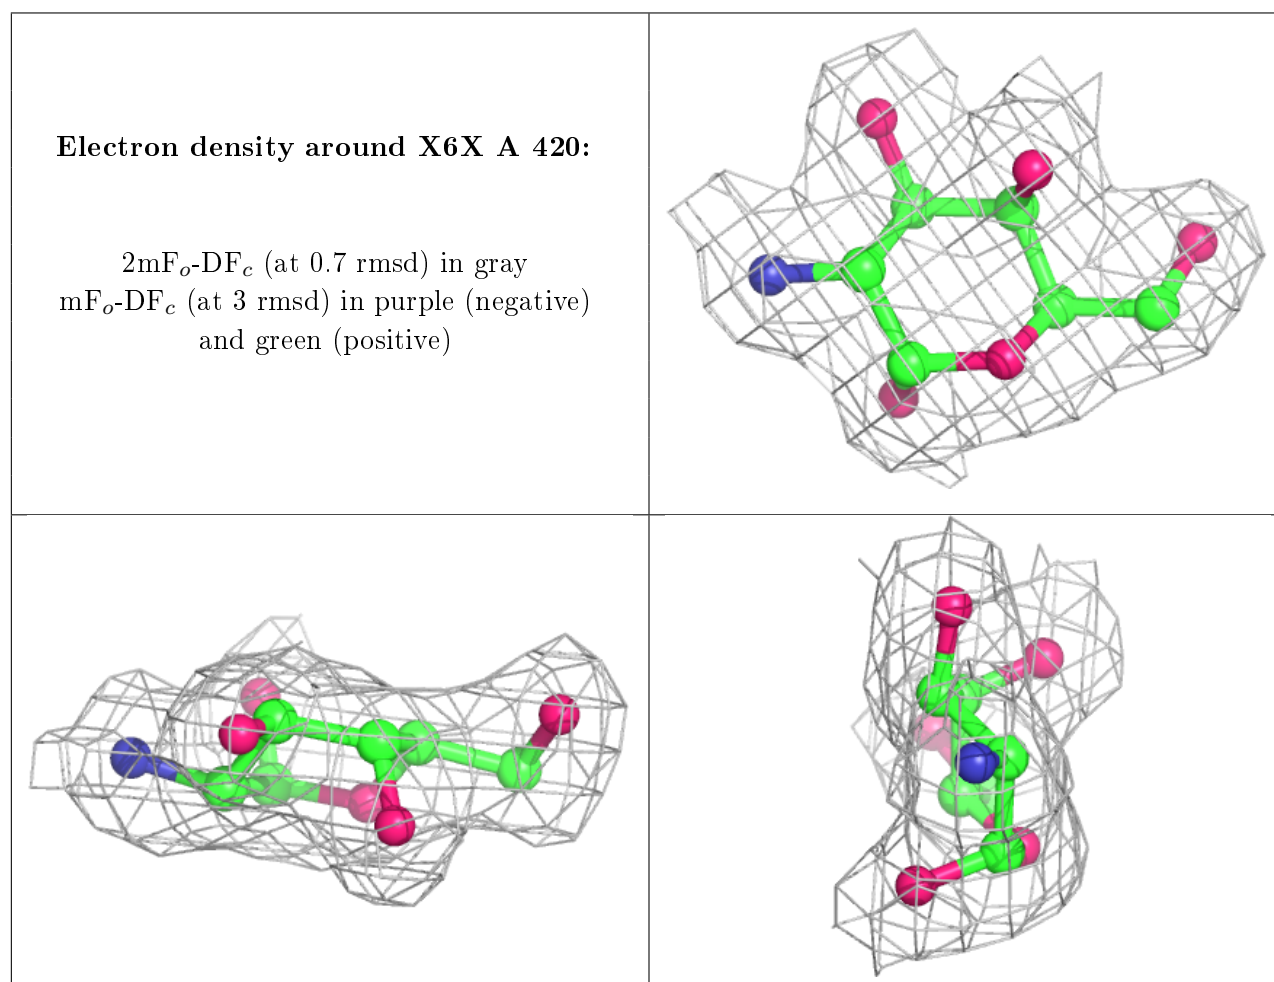 Electron density around X6X A 420:
2mFo-DFc (at 0.7 rmsd) in gray
mFo-DFc (at 3 rmsd) in purple (negative)
and green (positive)